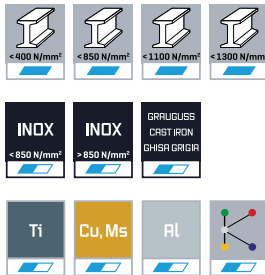 <400 N/mm² <850 N/mm² <1100 N/mm² <1300 N/mm²
INOX INOX GRAUGUSS
CAST IRON
GHISA GRIGIA
<850 N/mm² >850 N/mm²
Ti Cu, Ms Al